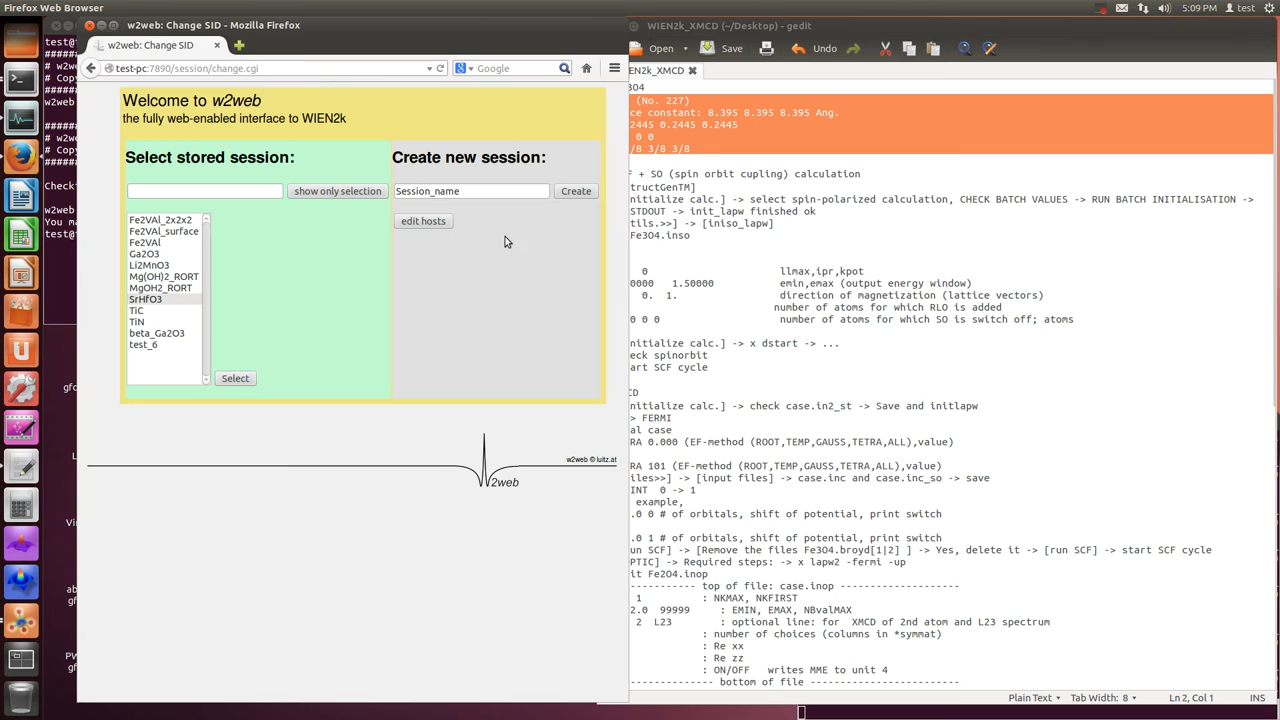 Firefox Web Browser
5:09 PM
test
w2web: Change SID - Mozilla Firefox
w2web: Change SID
test-pc:7890/session/change.cgi
Google
Welcome to w2web
the fully web-enabled interface to WIEN2k
Select stored session:
show only selection
Fe2VAl_2x2x2
Fe2VAl_surface
Fe2VAl
Ga2O3
Li2MnO3
Mg(OH)2_RORT
MgOH2_RORT
SrHfO3
TiC
TiN
beta_Ga2O3
test_6
Select
Create new session:
Session_name
Create
edit hosts
w2web © luitz.at
2web
WIEN2k_XMCD (~/Desktop) - gedit
Open
Save
Undo
EN2k_XMCD
3O4
(No. 227)
ce constant: 8.395 8.395 8.395 Ang.
2445 0.2445 0.2445
0 0
/8 3/8 3/8
F + SO (spin orbit cupling) calculation
tructGenTM]
nitialize calc.] -> select spin-polarized calculation, CHECK BATCH VALUES -> RUN BATCH INITIALISATION ->
STDOUT -> init_lapw finished ok
tils.>>] -> [iniso_lapw]
Fe3O4.inso
0 llmax,ipr,kpot
0000 1.50000 emin,emax (output energy window)
0. 1. direction of magnetization (lattice vectors)
number of atoms for which RLO is added
0 0 0 number of atoms for which SO is switch off; atoms
nitialize calc.] -> x dstart -> ...
eck spinorbit
art SCF cycle
CD
nitialize calc.] -> check case.in2_st -> Save and initlapw
> FERMI
al case
RA 0.000 (EF-method (ROOT,TEMP,GAUSS,TETRA,ALL),value)
RA 101 (EF-method (ROOT,TEMP,GAUSS,TETRA,ALL),value)
iles>>] -> [input files] -> case.inc and case.inc_so -> save
INT 0 -> 1
example,
.0 0 # of orbitals, shift of potential, print switch
.0 1 # of orbitals, shift of potential, print switch
un SCF] -> [Remove the files Fe3O4.broyd[1|2] ] -> Yes, delete it -> [run SCF] -> start SCF cycle
PTIC] -> Required steps: -> x lapw2 -fermi -up
it Fe2O4.inop
---------- top of file: case.inop -------------------
1 : NKMAX, NKFIRST
2.0 99999 : EMIN, EMAX, NBvalMAX
2 L23 : optional line: for XMCD of 2nd atom and L23 spectrum
: number of choices (columns in *symmat)
: Re xx
: Re zz
: ON/OFF writes MME to unit 4
------------- bottom of file -------------------
Plain Text
Tab Width: 8
Ln 2, Col 1
INS